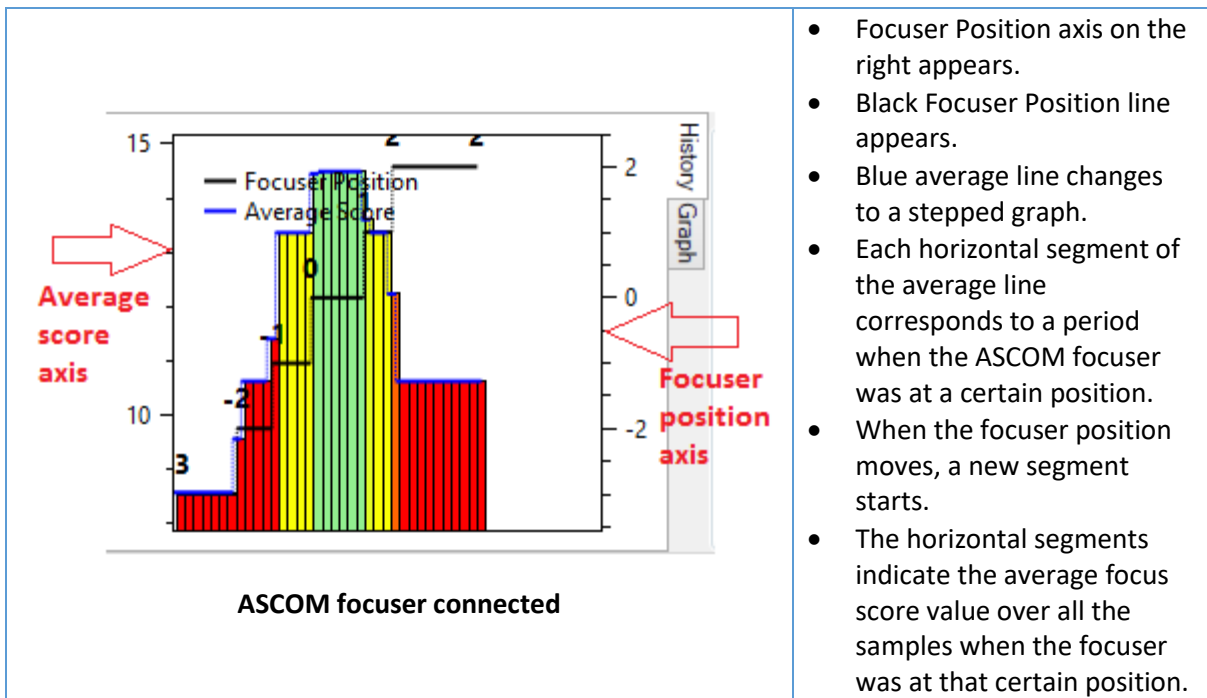 15
2
2
History
Graph
2
Focuser Position
Average Score
1
0
0
Average
score
axis
-1
Focuser
position
axis
-2
10
-2
3
ASCOM focuser connected
• Focuser Position axis on the
right appears.
• Black Focuser Position line
appears.
• Blue average line changes
to a stepped graph.
• Each horizontal segment of
the average line
corresponds to a period
when the ASCOM focuser
was at a certain position.
• When the focuser position
moves, a new segment
starts.
• The horizontal segments
indicate the average focus
score value over all the
samples when the focuser
was at that certain position.